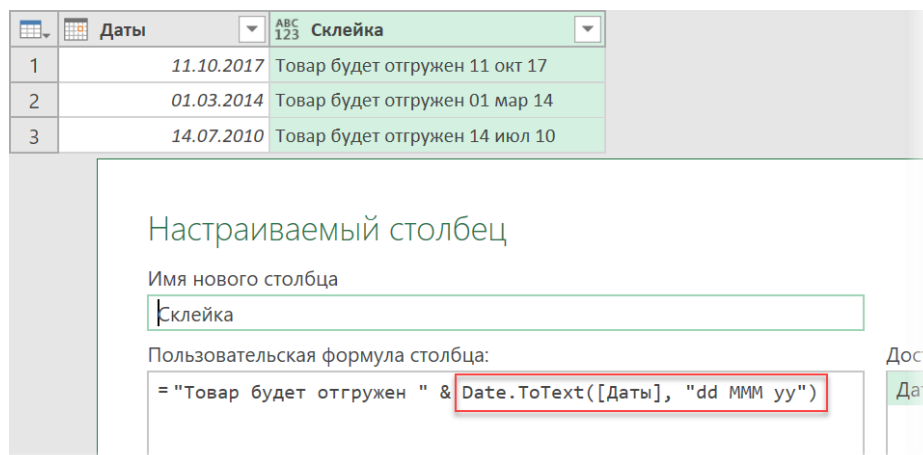 Даты ABC 123 Склейка
1 11.10.2017 Товар будет отгружен 11 окт 17
2 01.03.2014 Товар будет отгружен 01 мар 14
3 14.07.2010 Товар будет отгружен 14 июл 10
Настраиваемый столбец
Имя нового столбца
Склейка
Пользовательская формула столбца:
="Товар будет отгружен " & Date.ToText([Даты], "dd MMM yy")